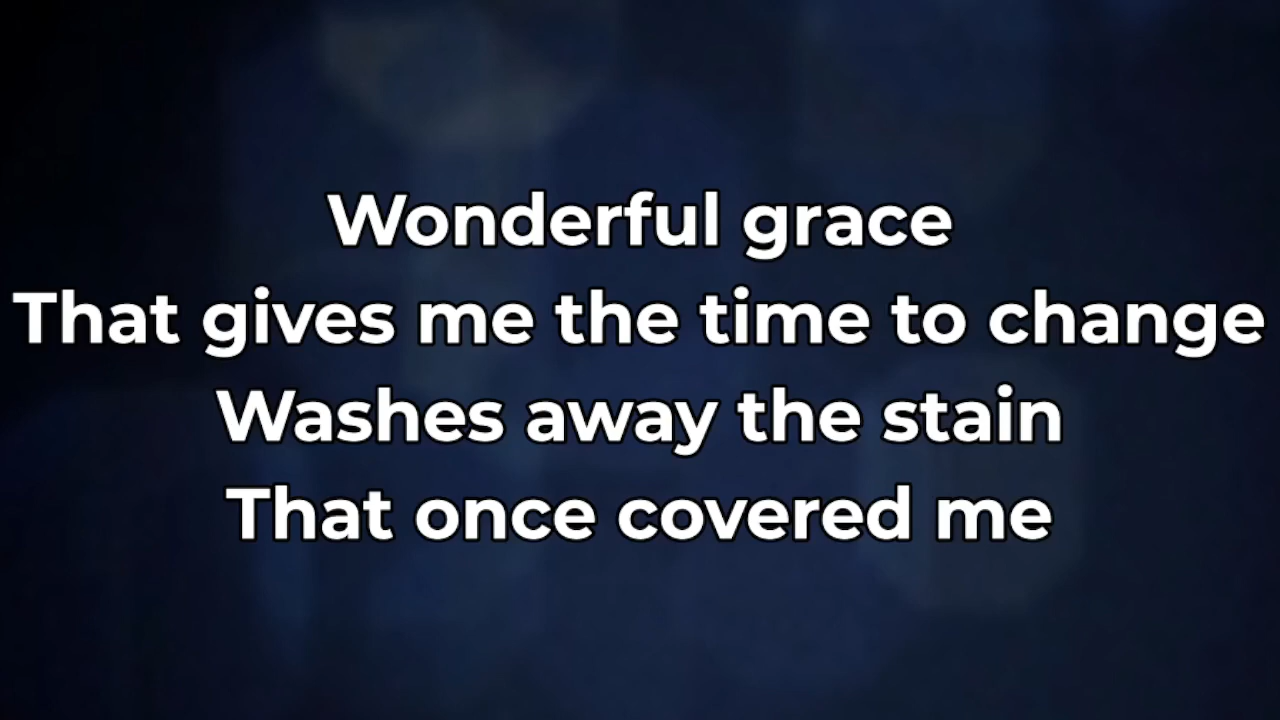 Wonderful grace
That gives me the time to change
Washes away the stain
That once covered me